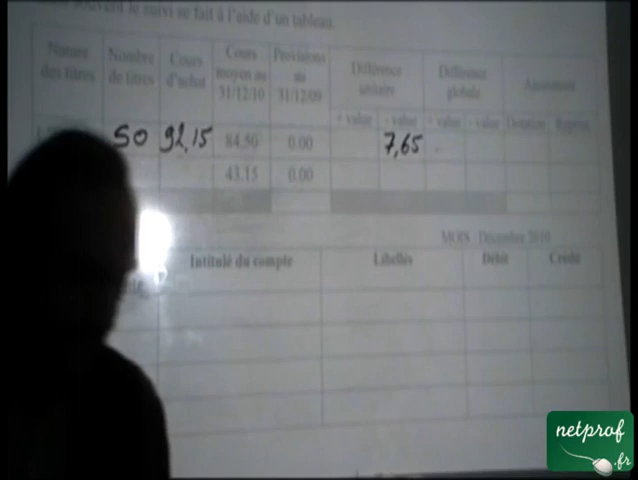 souvent le suivi se fait à l'aide d'un tableau.
Nature des titres
Nombre de titres
Cours d'achat
Cours moyen au 31/12/10
Provisions au 31/12/09
Différence unitaire
Différence globale
Ajustement
+ value - value + value - value Dotation Reprise
50 92,15 84.50 0.00 7,65
43.15 0.00
MOIS : Décembre 2010
Intitulé du compte Libellés Débit Crédit
netprof
.fr